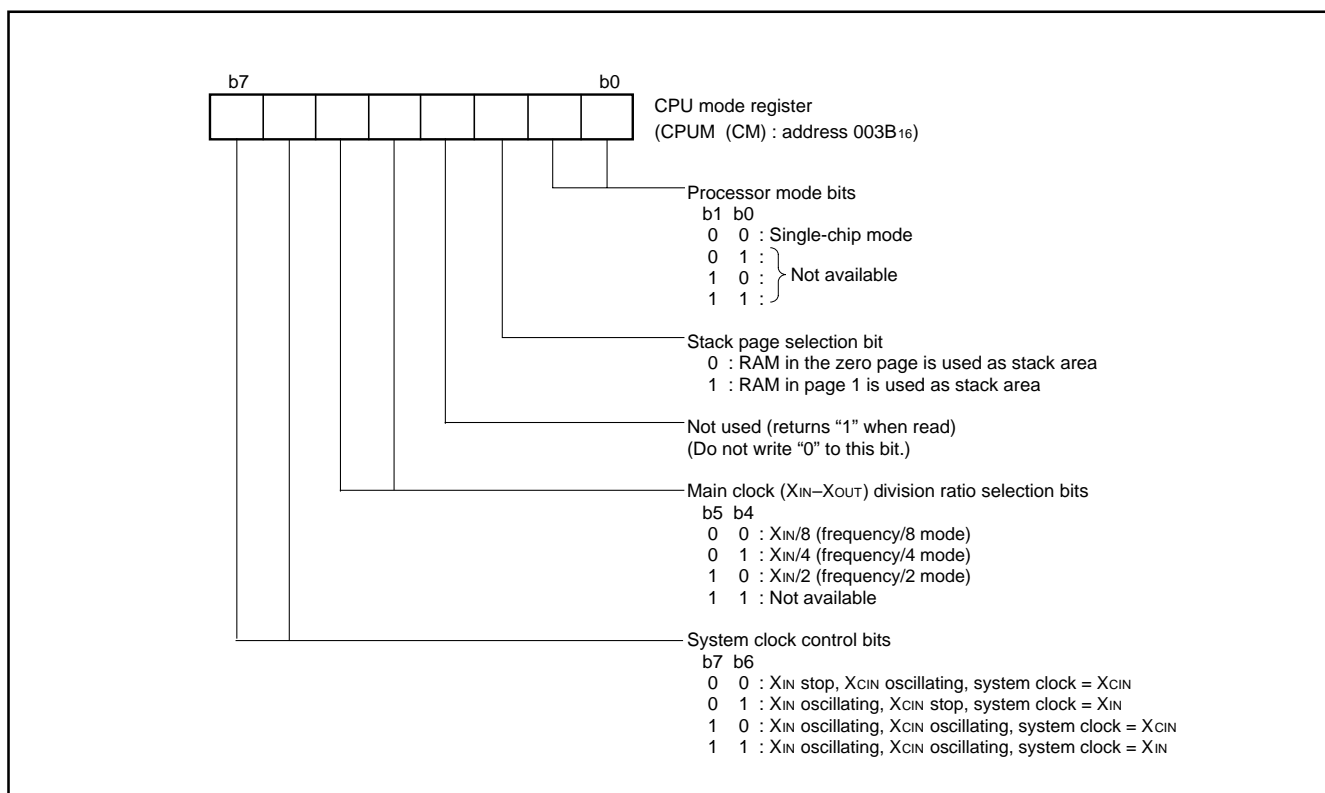 b7 b0
CPU mode register
(CPUM (CM) : address 003B16)
Processor mode bits
b1 b0
0 0 : Single-chip mode
0 1 :
1 0 : Not available
1 1 :
Stack page selection bit
0 : RAM in the zero page is used as stack area
1 : RAM in page 1 is used as stack area
Not used (returns “1” when read)
(Do not write “0” to this bit.)
Main clock (XIN–XOUT) division ratio selection bits
b5 b4
0 0 : XIN/8 (frequency/8 mode)
0 1 : XIN/4 (frequency/4 mode)
1 0 : XIN/2 (frequency/2 mode)
1 1 : Not available
System clock control bits
b7 b6
0 0 : XIN stop, XCIN oscillating, system clock = XCIN
0 1 : XIN oscillating, XCIN stop, system clock = XIN
1 0 : XIN oscillating, XCIN oscillating, system clock = XCIN
1 1 : XIN oscillating, XCIN oscillating, system clock = XIN